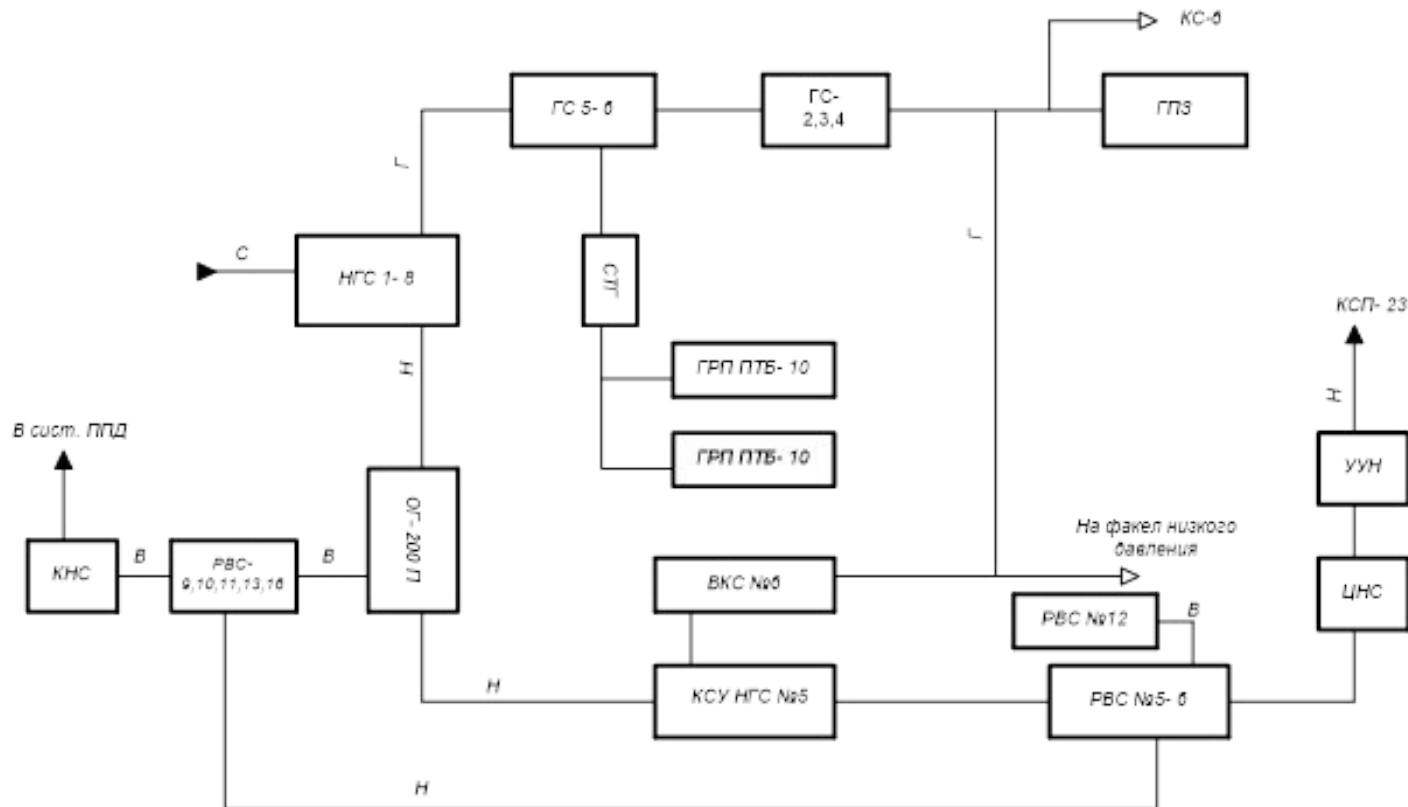 КС-6
ГС 5- 6
ГС-
2,3,4
ГПЗ
Г
Г
С
НГС 1- 8
СТГ
КСП- 23
Н
ГРП ПТБ- 10
Н
В сист. ППД
ГРП ПТБ- 10
УУН
ОГ- 200 П
На факел низкого
давления
КНС
В
РВС-
9,10,11,13,16
В
ВКС №6
ЦНС
РВС №12
В
Н
КСУ НГС №5
РВС №5- 6
Н